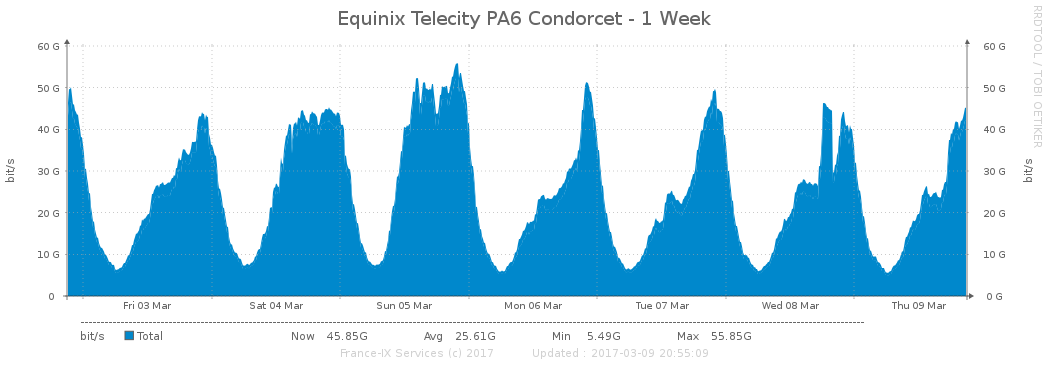 Equinix Telecity PA6 Condorcet - 1 Week
RRDTOOL / TOBI OETIKER
bit/s
60 G
50 G
40 G
30 G
20 G
10 G
0
60 G
50 G
40 G
30 G
20 G
10 G
0 G
bit/s
Fri 03 Mar Sat 04 Mar Sun 05 Mar Mon 06 Mar Tue 07 Mar Wed 08 Mar Thu 09 Mar
bit/s Total Now 45.85G Avg 25.61G Min 5.49G Max 55.85G
France-IX Services (c) 2017 Updated : 2017-03-09 20:55:09